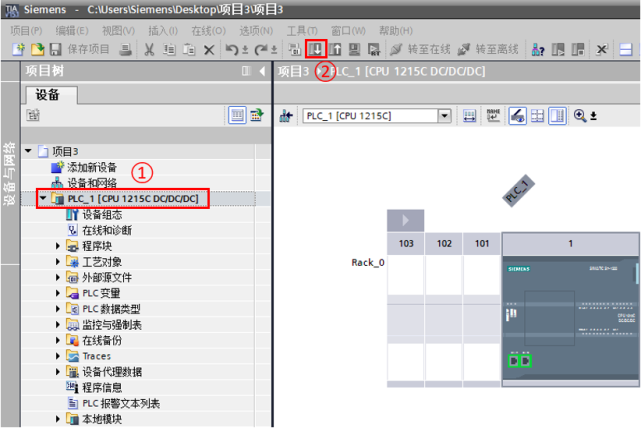 Siemens - C:\Users\Siemens\Desktop\项目3\项目3
项目(P) 编辑(E) 视图(V) 插入(I) 在线(O) 选项(N) 工具(T) 窗口(W) 帮助(H)
保存项目 转至在线 转至离线
项目树
项目3 PLC_1 [CPU 1215C DC/DC/DC]
②
设备
PLC_1 [CPU 1215C]
设备与网络
项目3
添加新设备
①
设备和网络
PLC_1 [CPU 1215C DC/DC/DC]
设备组态
在线和诊断
程序块
工艺对象
外部源文件
PLC 变量
PLC 数据类型
监控与强制表
在线备份
Traces
设备代理数据
程序信息
PLC 报警文本列表
本地模块
PLC_1
103 102 101 1
Rack_0
SIEMENS